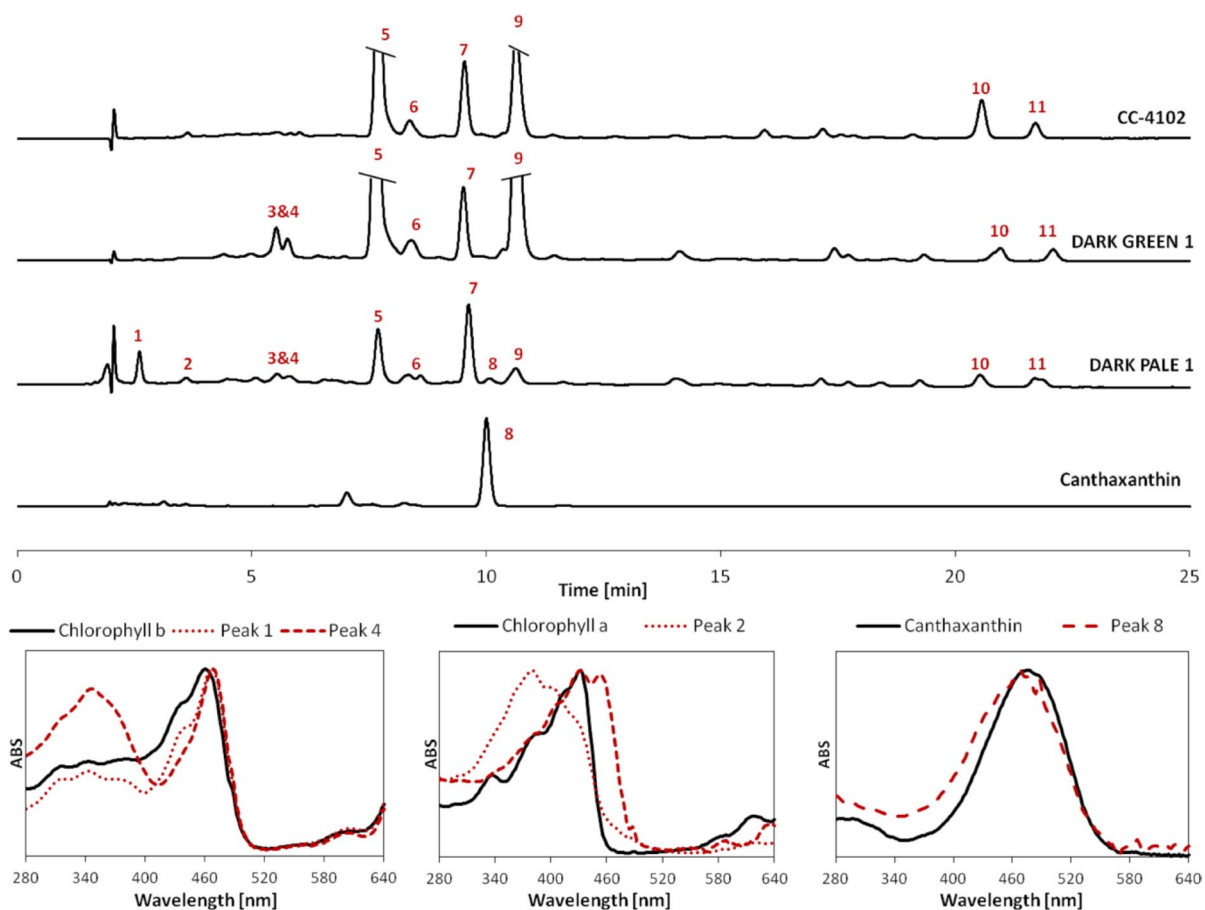 5 7 9
6 10 11
CC-4102
5 7 9
3&4 6 10 11
DARK GREEN 1
7
1 5
2 3&4 6 8 9 10 11
DARK PALE 1
8
Canthaxanthin
0 5 10 15 20 25
Time [min]
Chlorophyll b Peak 1 Peak 4
ABS
280 340 400 460 520 580 640
Wavelength [nm]
Chlorophyll a Peak 2
ABS
280 340 400 460 520 580 640
Wavelength [nm]
Canthaxanthin Peak 8
ABS
280 340 400 460 520 580 640
Wavelength [nm]